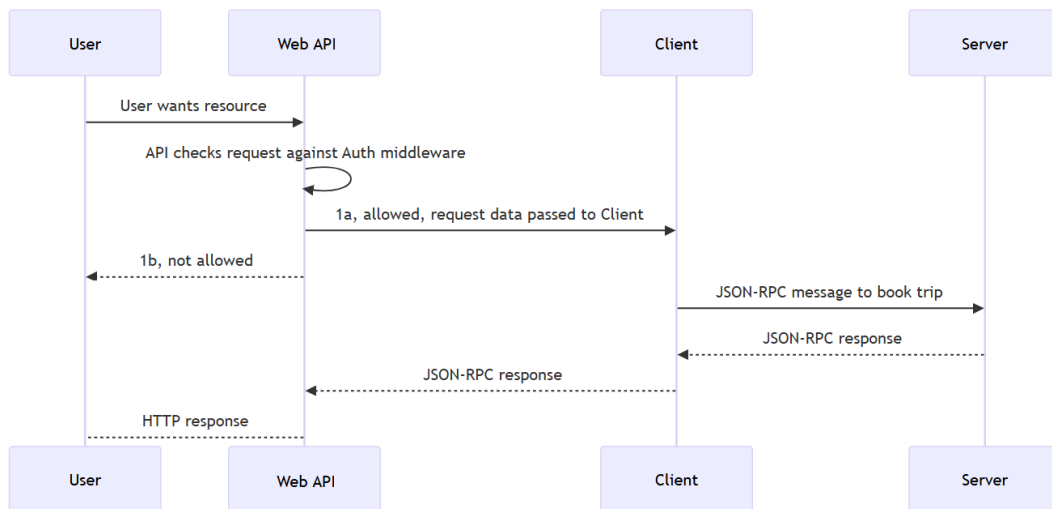 User
Web API
Client
Server
User wants resource
API checks request against Auth middleware
1a, allowed, request data passed to Client
1b, not allowed
JSON-RPC message to book trip
JSON-RPC response
JSON-RPC response
HTTP response
User
Web API
Client
Server